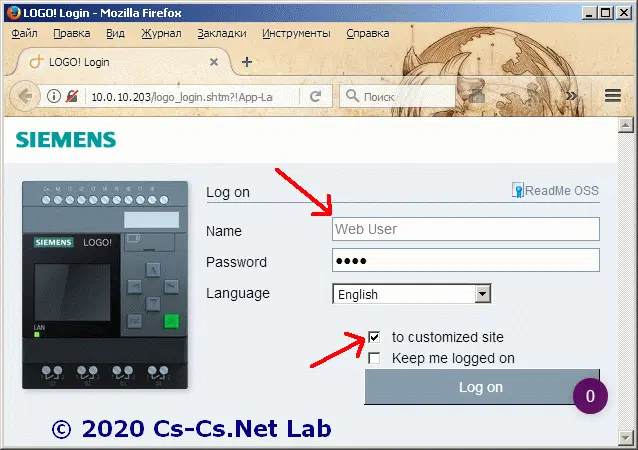 LOGO! Login - Mozilla Firefox
Файл Правка Вид Журнал Закладки Инструменты Справка
LOGO! Login
10.0.10.203/logo_login.shtm?!App-La
Поиск
SIEMENS
Log on
ReadMe OSS
Name
Web User
Password
Language
English
to customized site
Keep me logged on
Log on
0
SIEMENS LOGO!
LAN
© 2020 Cs-Cs.Net Lab